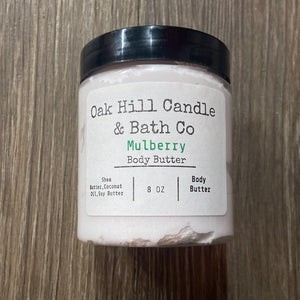 Oak Hill Candle
& Bath Co
Mulberry
Body Butter
Shea
Butter,Coconut
Oil,Soy Butter
8 OZ
Body
Butter